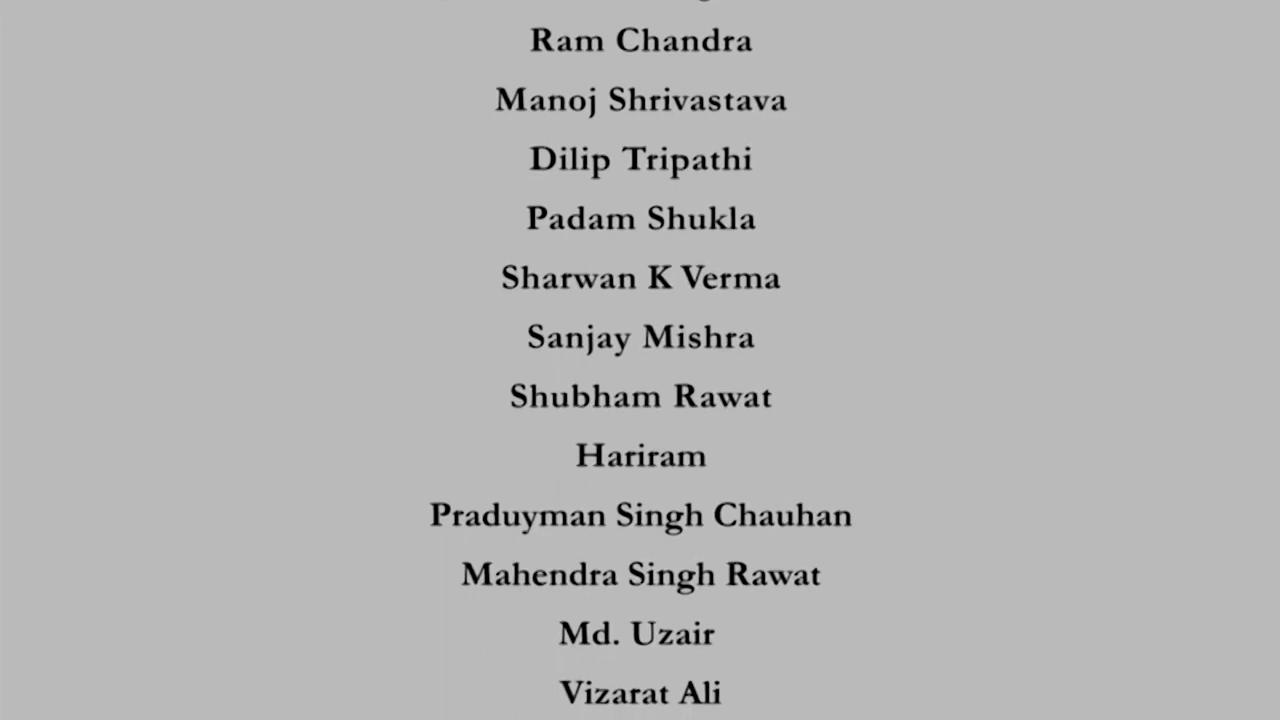 Ram Chandra
Manoj Shrivastava
Dilip Tripathi
Padam Shukla
Sharwan K Verma
Sanjay Mishra
Shubham Rawat
Hariram
Praduyman Singh Chauhan
Mahendra Singh Rawat
Md. Uzair
Vizarat Ali